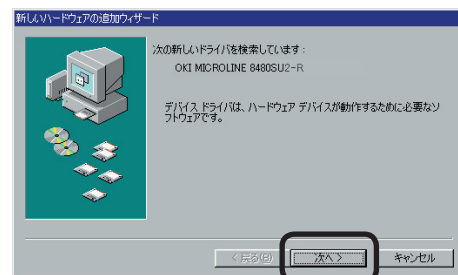 新しいハードウェアの追加ウィザード
次の新しいドライバを検索しています：
OKI MICROLINE 8480SU2-R
デバイス ドライバは、ハードウェア デバイスが動作するために必要なソ
フトウェアです。
< 戻る(B)
次へ >
キャンセル